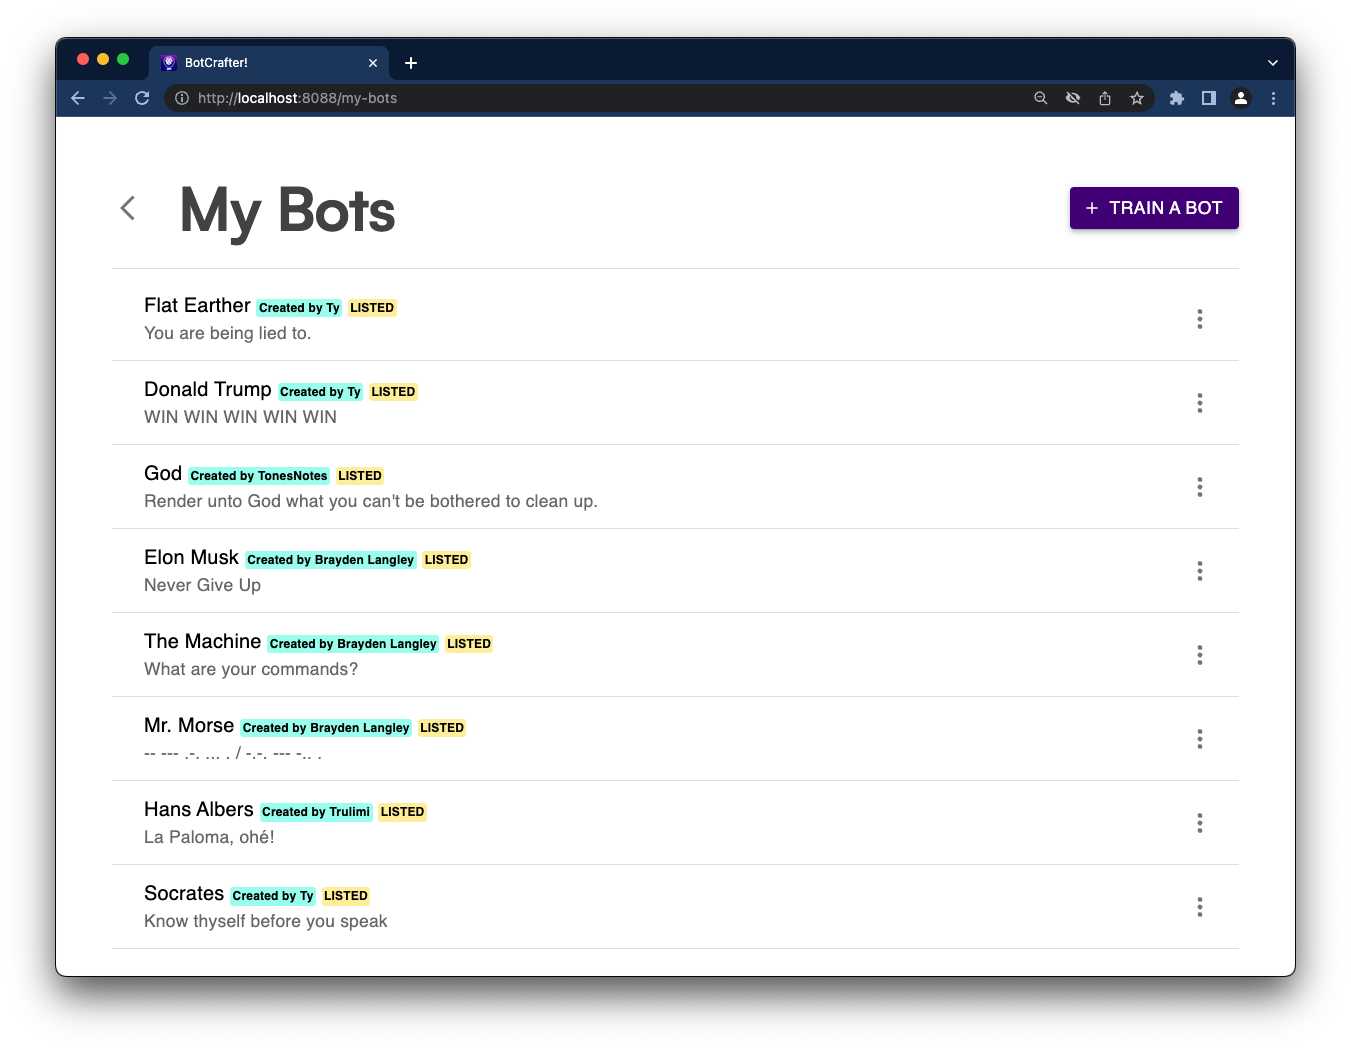 BotCrafter!
http://localhost:8088/my-bots
My Bots
+ TRAIN A BOT
Flat Earther Created by Ty LISTED
You are being lied to.
Donald Trump Created by Ty LISTED
WIN WIN WIN WIN WIN
God Created by TonesNotes LISTED
Render unto God what you can't be bothered to clean up.
Elon Musk Created by Brayden Langley LISTED
Never Give Up
The Machine Created by Brayden Langley LISTED
What are your commands?
Mr. Morse Created by Brayden Langley LISTED
-- --- .-. ... . / -.-. --- -.. .
Hans Albers Created by Trulimi LISTED
La Paloma, ohé!
Socrates Created by Ty LISTED
Know thyself before you speak